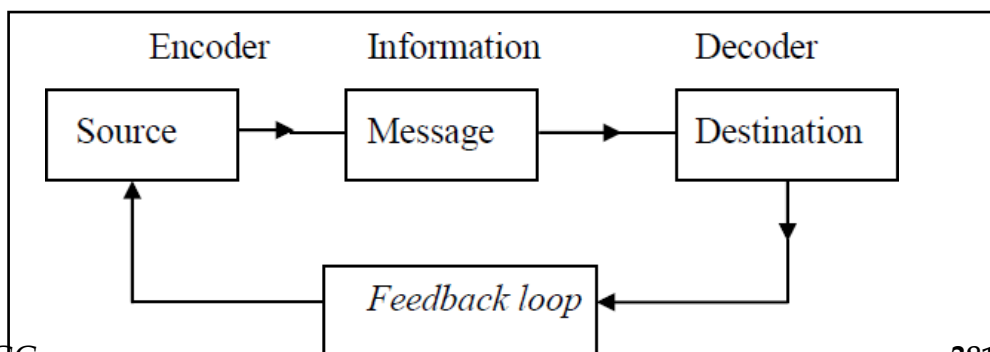 Encoder Information Decoder
Source Message Destination
Feedback loop